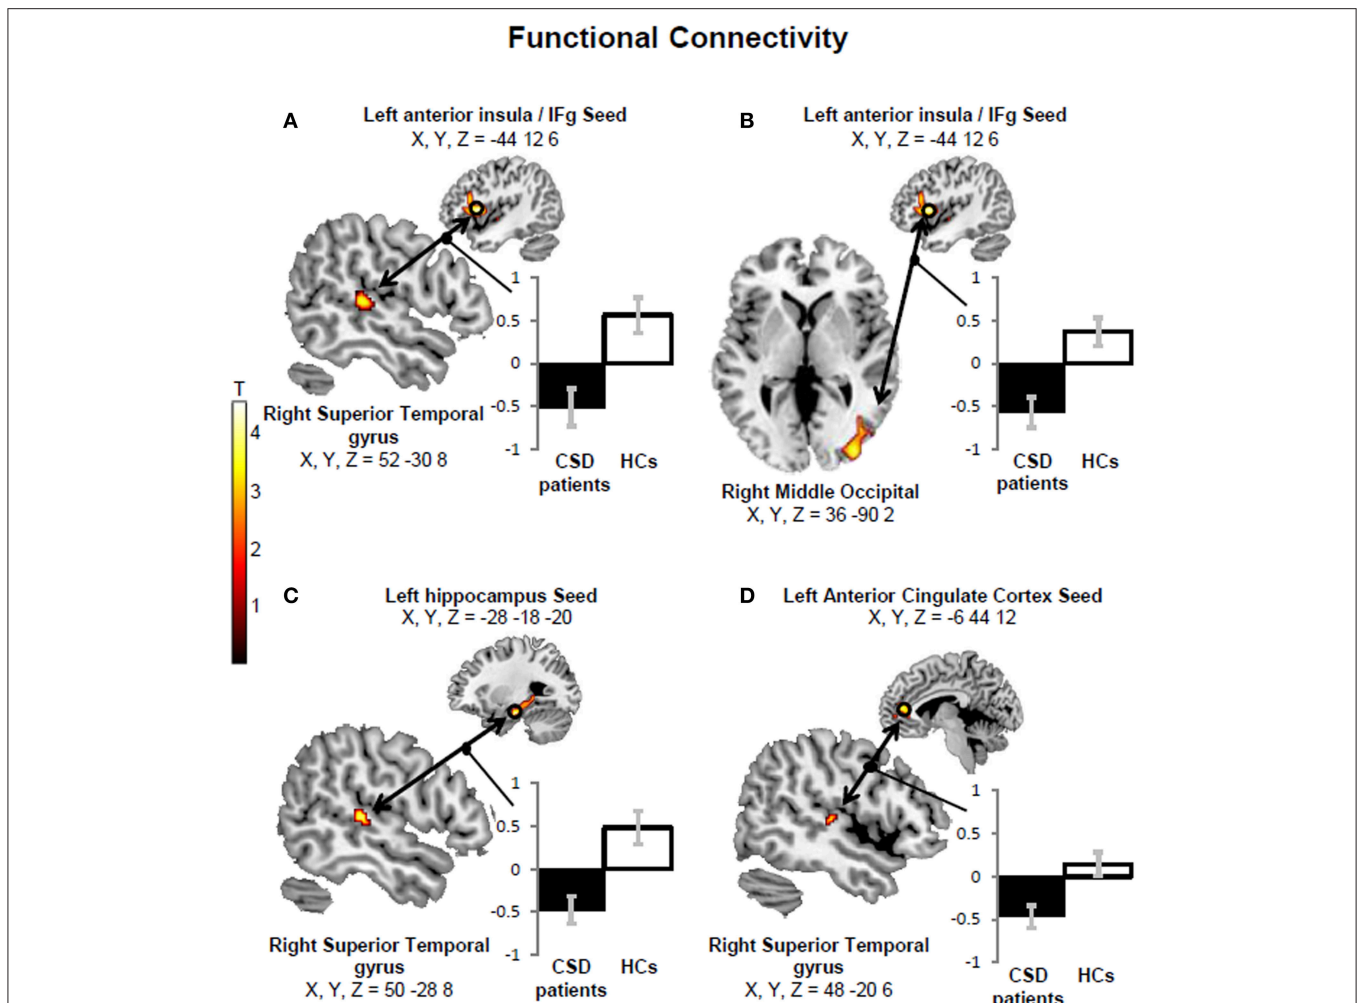 Functional Connectivity
A
Left anterior insula / IFg Seed
X, Y, Z = -44 12 6
1
0.5
0
-0.5
-1
CSD
patients
HCs
Right Superior Temporal
gyrus
X, Y, Z = 52 -30 8
B
Left anterior insula / IFg Seed
X, Y, Z = -44 12 6
1
0.5
0
-0.5
-1
CSD
patients
HCs
Right Middle Occipital
X, Y, Z = 36 -90 2
T
4
3
2
1
C
Left hippocampus Seed
X, Y, Z = -28 -18 -20
1
0.5
0
-0.5
-1
CSD
patients
HCs
Right Superior Temporal
gyrus
X, Y, Z = 50 -28 8
D
Left Anterior Cingulate Cortex Seed
X, Y, Z = -6 44 12
1
0.5
0
-0.5
-1
CSD
patients
HCs
Right Superior Temporal
gyrus
X, Y, Z = 48 -20 6